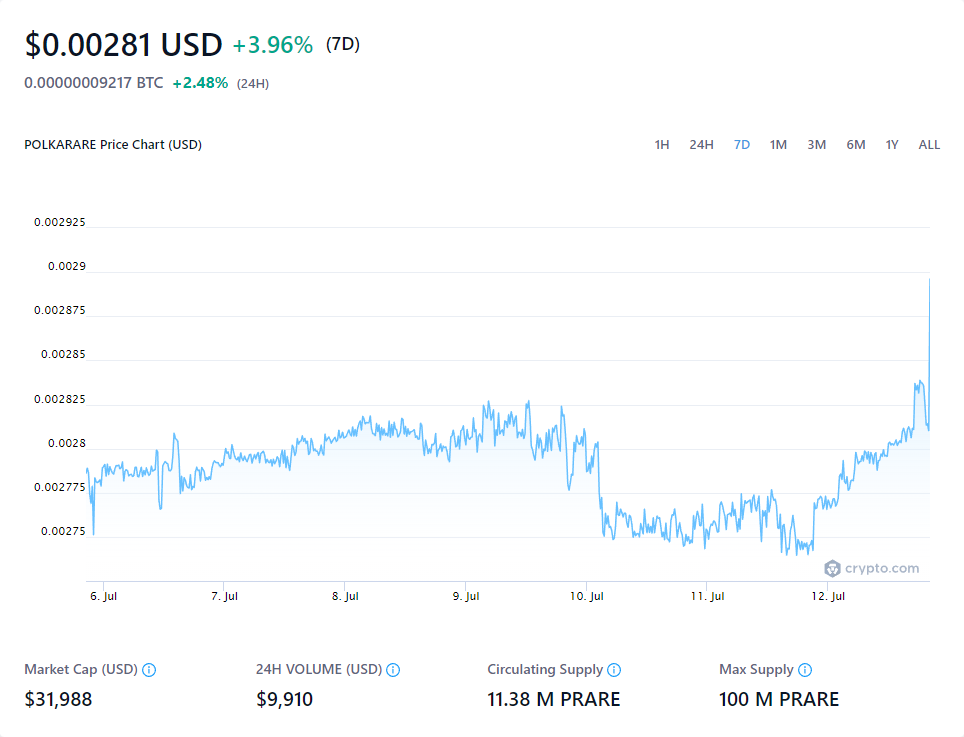 $0.00281 USD +3.96% (7D)
0.00000009217 BTC +2.48% (24H)
POLKARARE Price Chart (USD) 1H 24H 7D 1M 3M 6M 1Y ALL
0.002925
0.0029
0.002875
0.00285
0.002825
0.0028
0.002775
0.00275
crypto.com
6. Jul 7. Jul 8. Jul 9. Jul 10. Jul 11. Jul 12. Jul
Market Cap (USD) 24H VOLUME (USD) Circulating Supply Max Supply
$31,988 $9,910 11.38 M PRARE 100 M PRARE